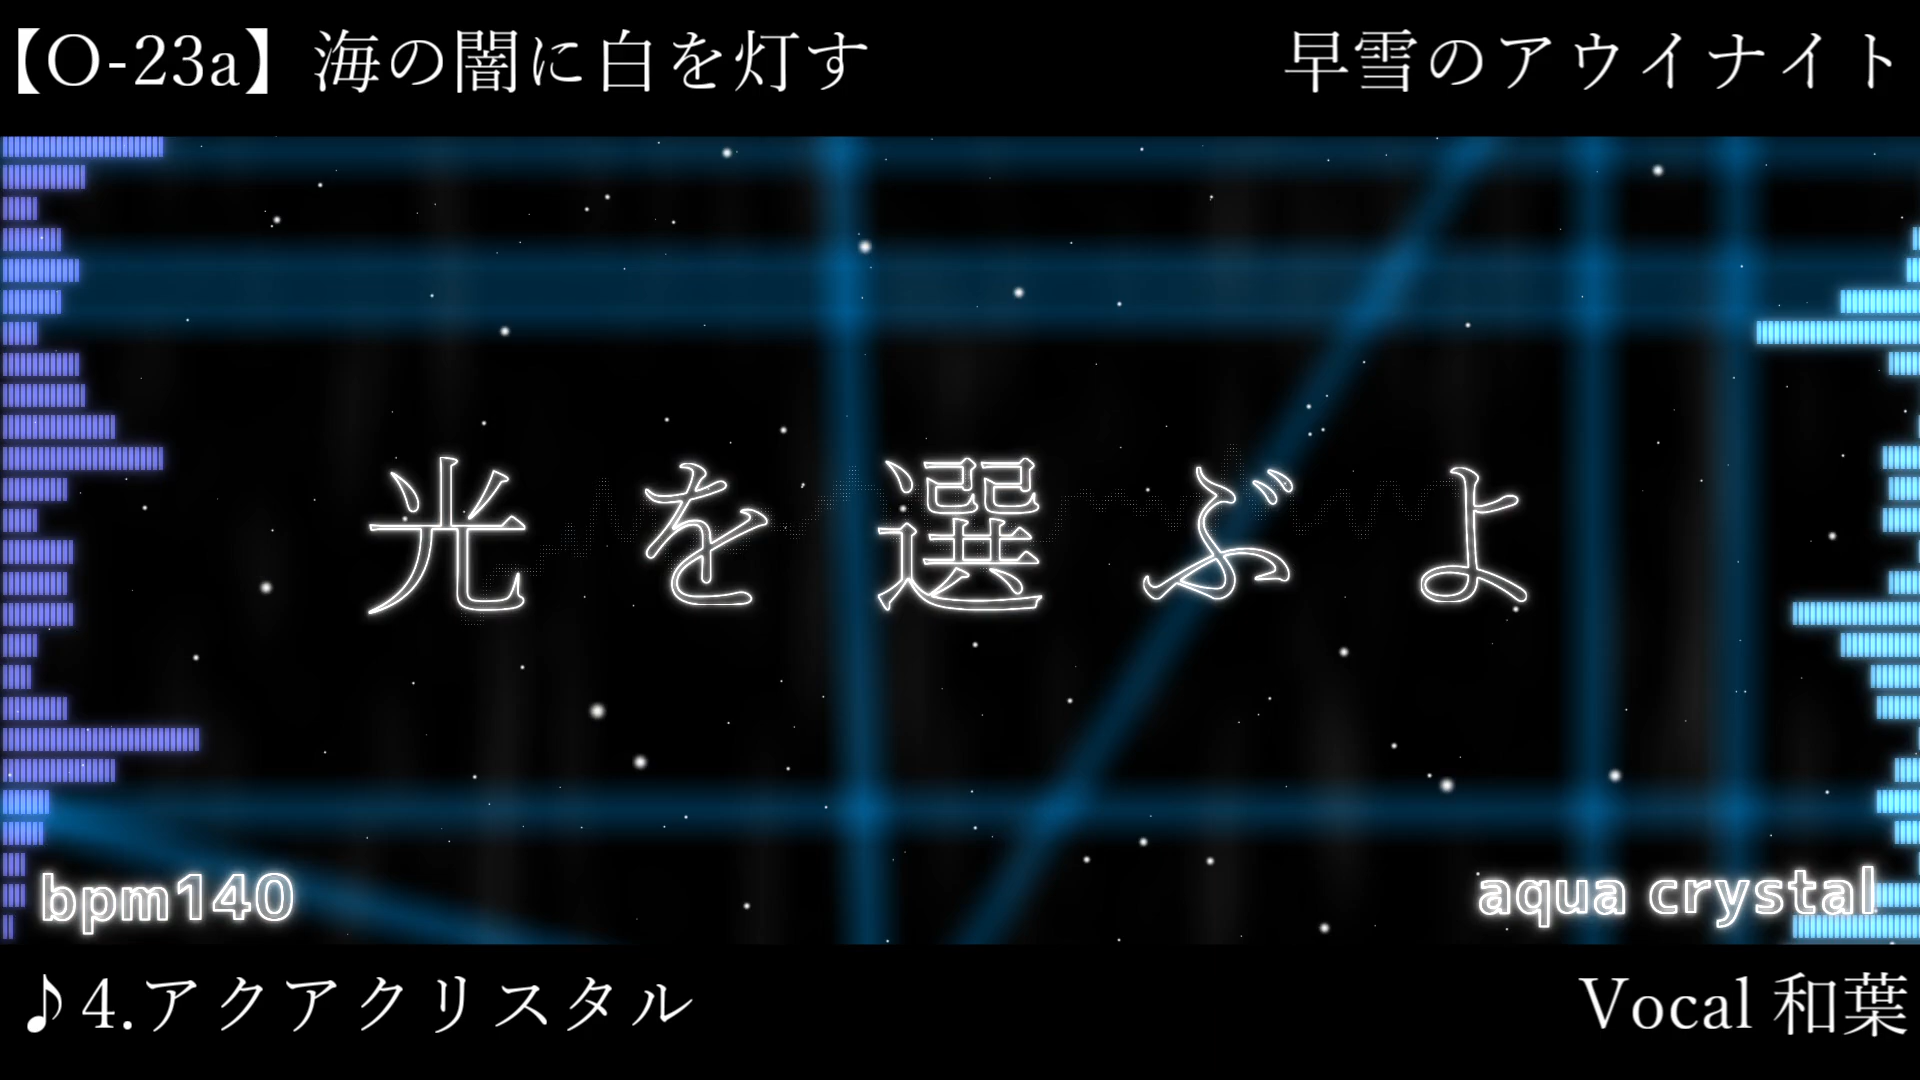 【O-23a】海の闇に白を灯す
早雪のアウイナイト
光を選ぶよ
bpm140
aqua crystal
♪4.アクアクリスタル
Vocal 和葉